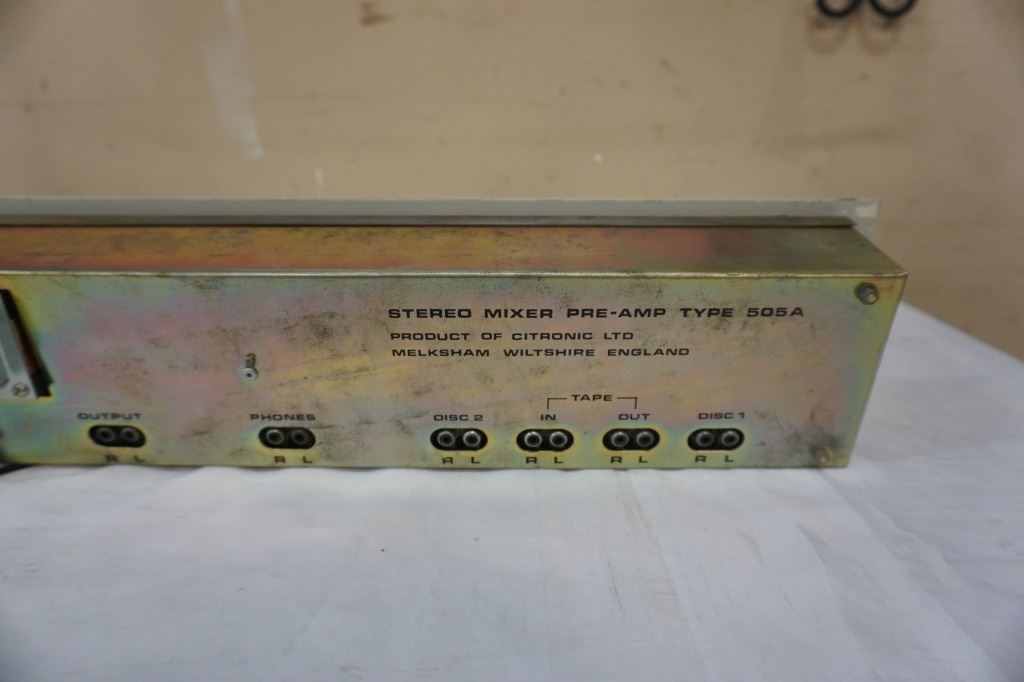 STEREO MIXER PRE-AMP TYPE 505A
PRODUCT OF CITRONIC LTD
MELKSHAM WILTSHIRE ENGLAND
TAPE
OUTPUT PHONES DISC 2 IN OUT DISC 1
R L R L R L R L R L R L